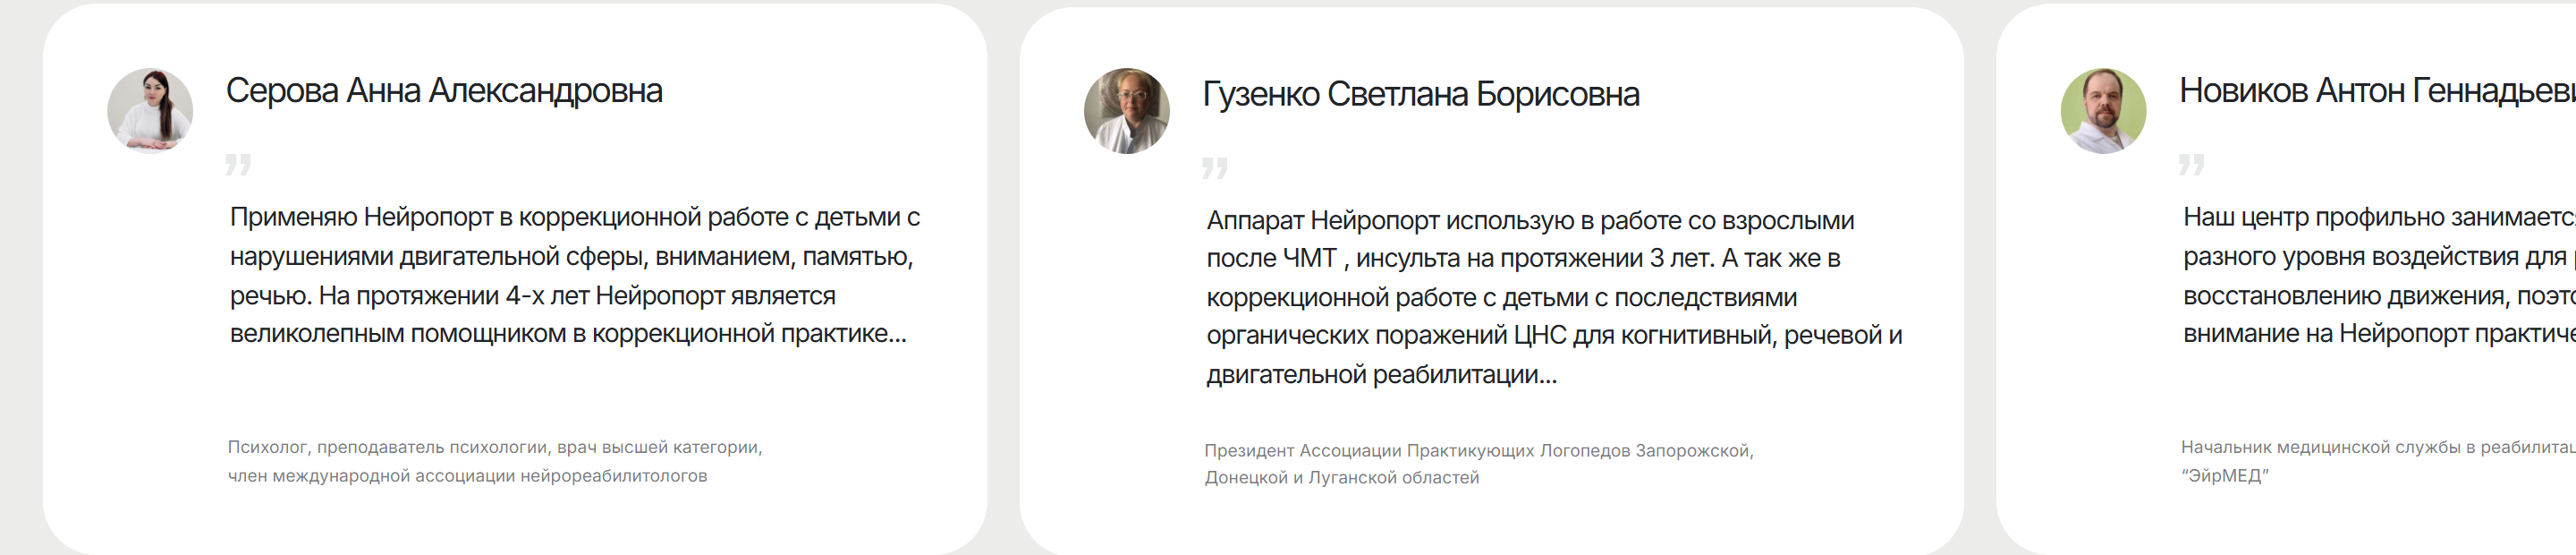 Серова Анна Александровна
”
Применяю Нейропорт в коррекционной работе с детьми с
нарушениями двигательной сферы, вниманием, памятью,
речью. На протяжении 4-х лет Нейропорт является
великолепным помощником в коррекционной практике...
Психолог, преподаватель психологии, врач высшей категории,
член международной ассоциации нейрореабилитологов
Гузенко Светлана Борисовна
”
Аппарат Нейропорт использую в работе со взрослыми
после ЧМТ , инсульта на протяжении 3 лет. А так же в
коррекционной работе с детьми с последствиями
органических поражений ЦНС для когнитивный, речевой и
двигательной реабилитации...
Президент Ассоциации Практикующих Логопедов Запорожской,
Донецкой и Луганской областей
Новиков Антон
”
Наш центр профильно
разного уровня воздействия для
восстановлению движения,
внимание на Нейропорт
Начальник медицинской службы в
“ЭйрМЕД”